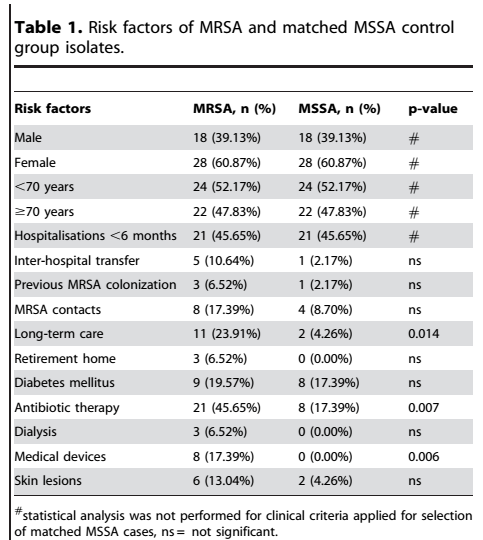 Table 1. Risk factors of MRSA and matched MSSA control
group isolates.
Risk factors MRSA, n (%) MSSA, n (%) p-value
Male 18 (39.13%) 18 (39.13%) #
Female 28 (60.87%) 28 (60.87%) #
<70 years 24 (52.17%) 24 (52.17%) #
≥70 years 22 (47.83%) 22 (47.83%) #
Hospitalisations <6 months 21 (45.65%) 21 (45.65%) #
Inter-hospital transfer 5 (10.64%) 1 (2.17%) ns
Previous MRSA colonization 3 (6.52%) 1 (2.17%) ns
MRSA contacts 8 (17.39%) 4 (8.70%) ns
Long-term care 11 (23.91%) 2 (4.26%) 0.014
Retirement home 3 (6.52%) 0 (0.00%) ns
Diabetes mellitus 9 (19.57%) 8 (17.39%) ns
Antibiotic therapy 21 (45.65%) 8 (17.39%) 0.007
Dialysis 3 (6.52%) 0 (0.00%) ns
Medical devices 8 (17.39%) 0 (0.00%) 0.006
Skin lesions 6 (13.04%) 2 (4.26%) ns
#statistical analysis was not performed for clinical criteria applied for selection
of matched MSSA cases, ns = not significant.